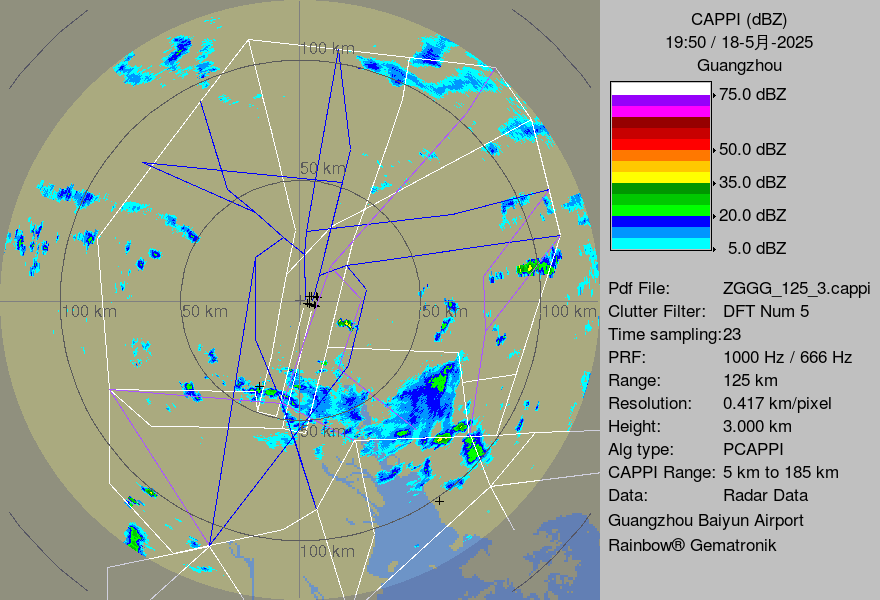 CAPPI (dBZ)
19:50 / 18-5月-2025
Guangzhou
75.0 dBZ
50.0 dBZ
35.0 dBZ
20.0 dBZ
5.0 dBZ
Pdf File: ZGGG_125_3.cappi
Clutter Filter: DFT Num 5
Time sampling:23
PRF: 1000 Hz / 666 Hz
Range: 125 km
Resolution: 0.417 km/pixel
Height: 3.000 km
Alg type: PCAPPI
CAPPI Range: 5 km to 185 km
Data: Radar Data
Guangzhou Baiyun Airport
Rainbow® Gematronik
100 km
50 km
100 km
50 km
50 km
100 km
50 km
100 km